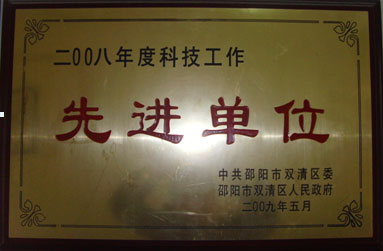 二00八年度科技工作
先进单位
中共邵阳市双清区委
邵阳市双清区人民政府
二00九年五月